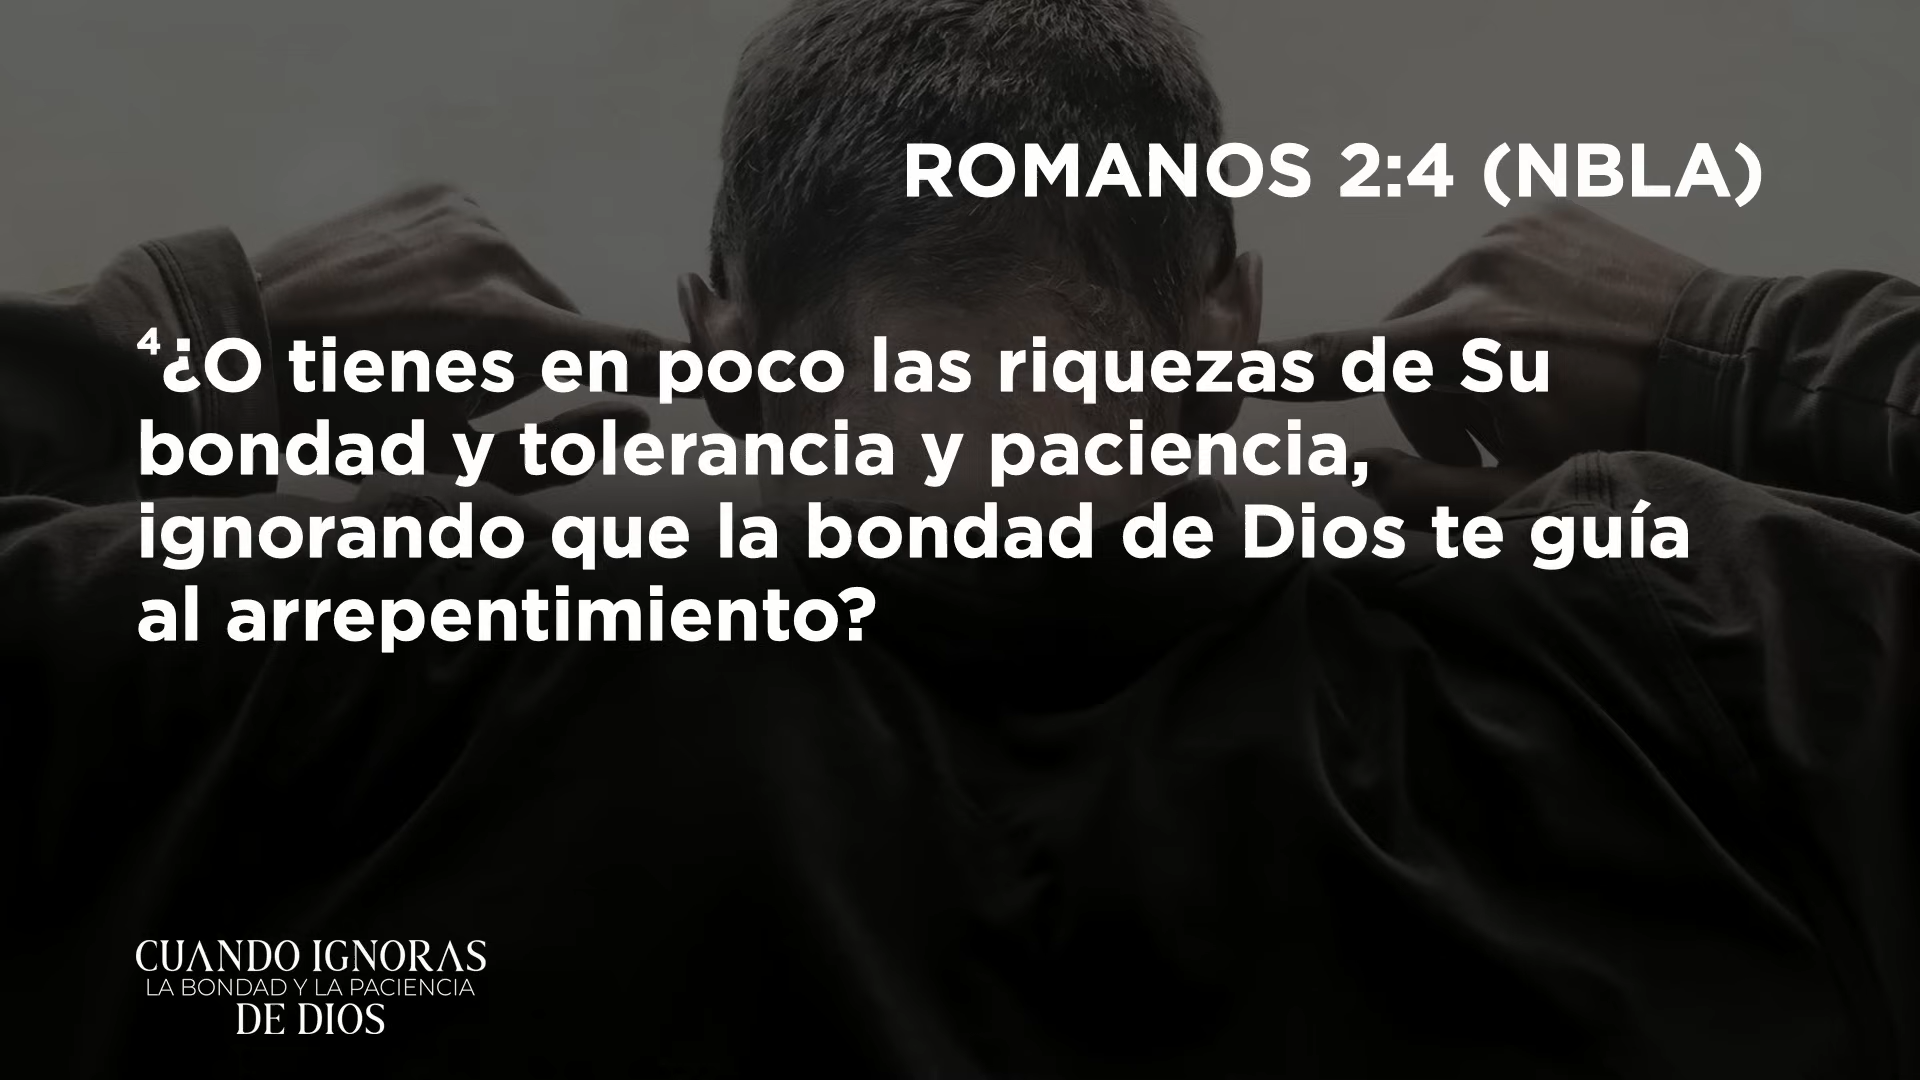 ROMANOS 2:4 (NBLA)
⁴¿O tienes en poco las riquezas de Su
bondad y tolerancia y paciencia,
ignorando que la bondad de Dios te guía
al arrepentimiento?
CUANDO IGNORAS
LA BONDAD Y LA PACIENCIA
DE DIOS